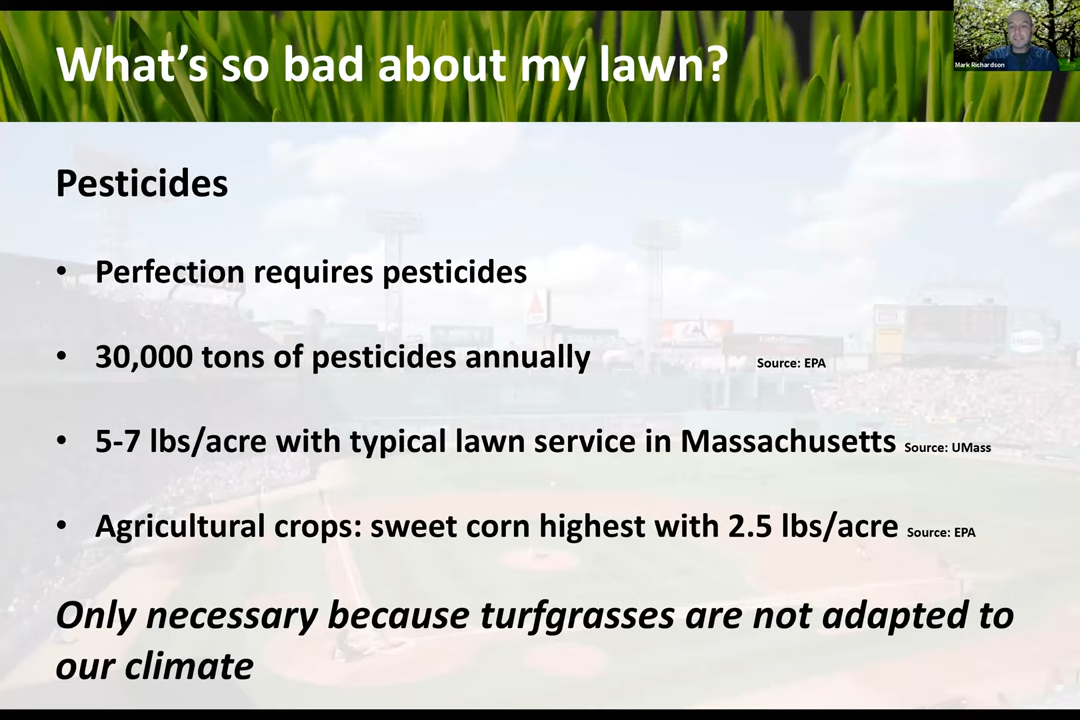 What's so bad about my lawn?
Mark Richardson
Pesticides
• Perfection requires pesticides
• 30,000 tons of pesticides annually Source: EPA
• 5-7 lbs/acre with typical lawn service in Massachusetts Source: UMass
• Agricultural crops: sweet corn highest with 2.5 lbs/acre Source: EPA
Only necessary because turfgrasses are not adapted to
our climate